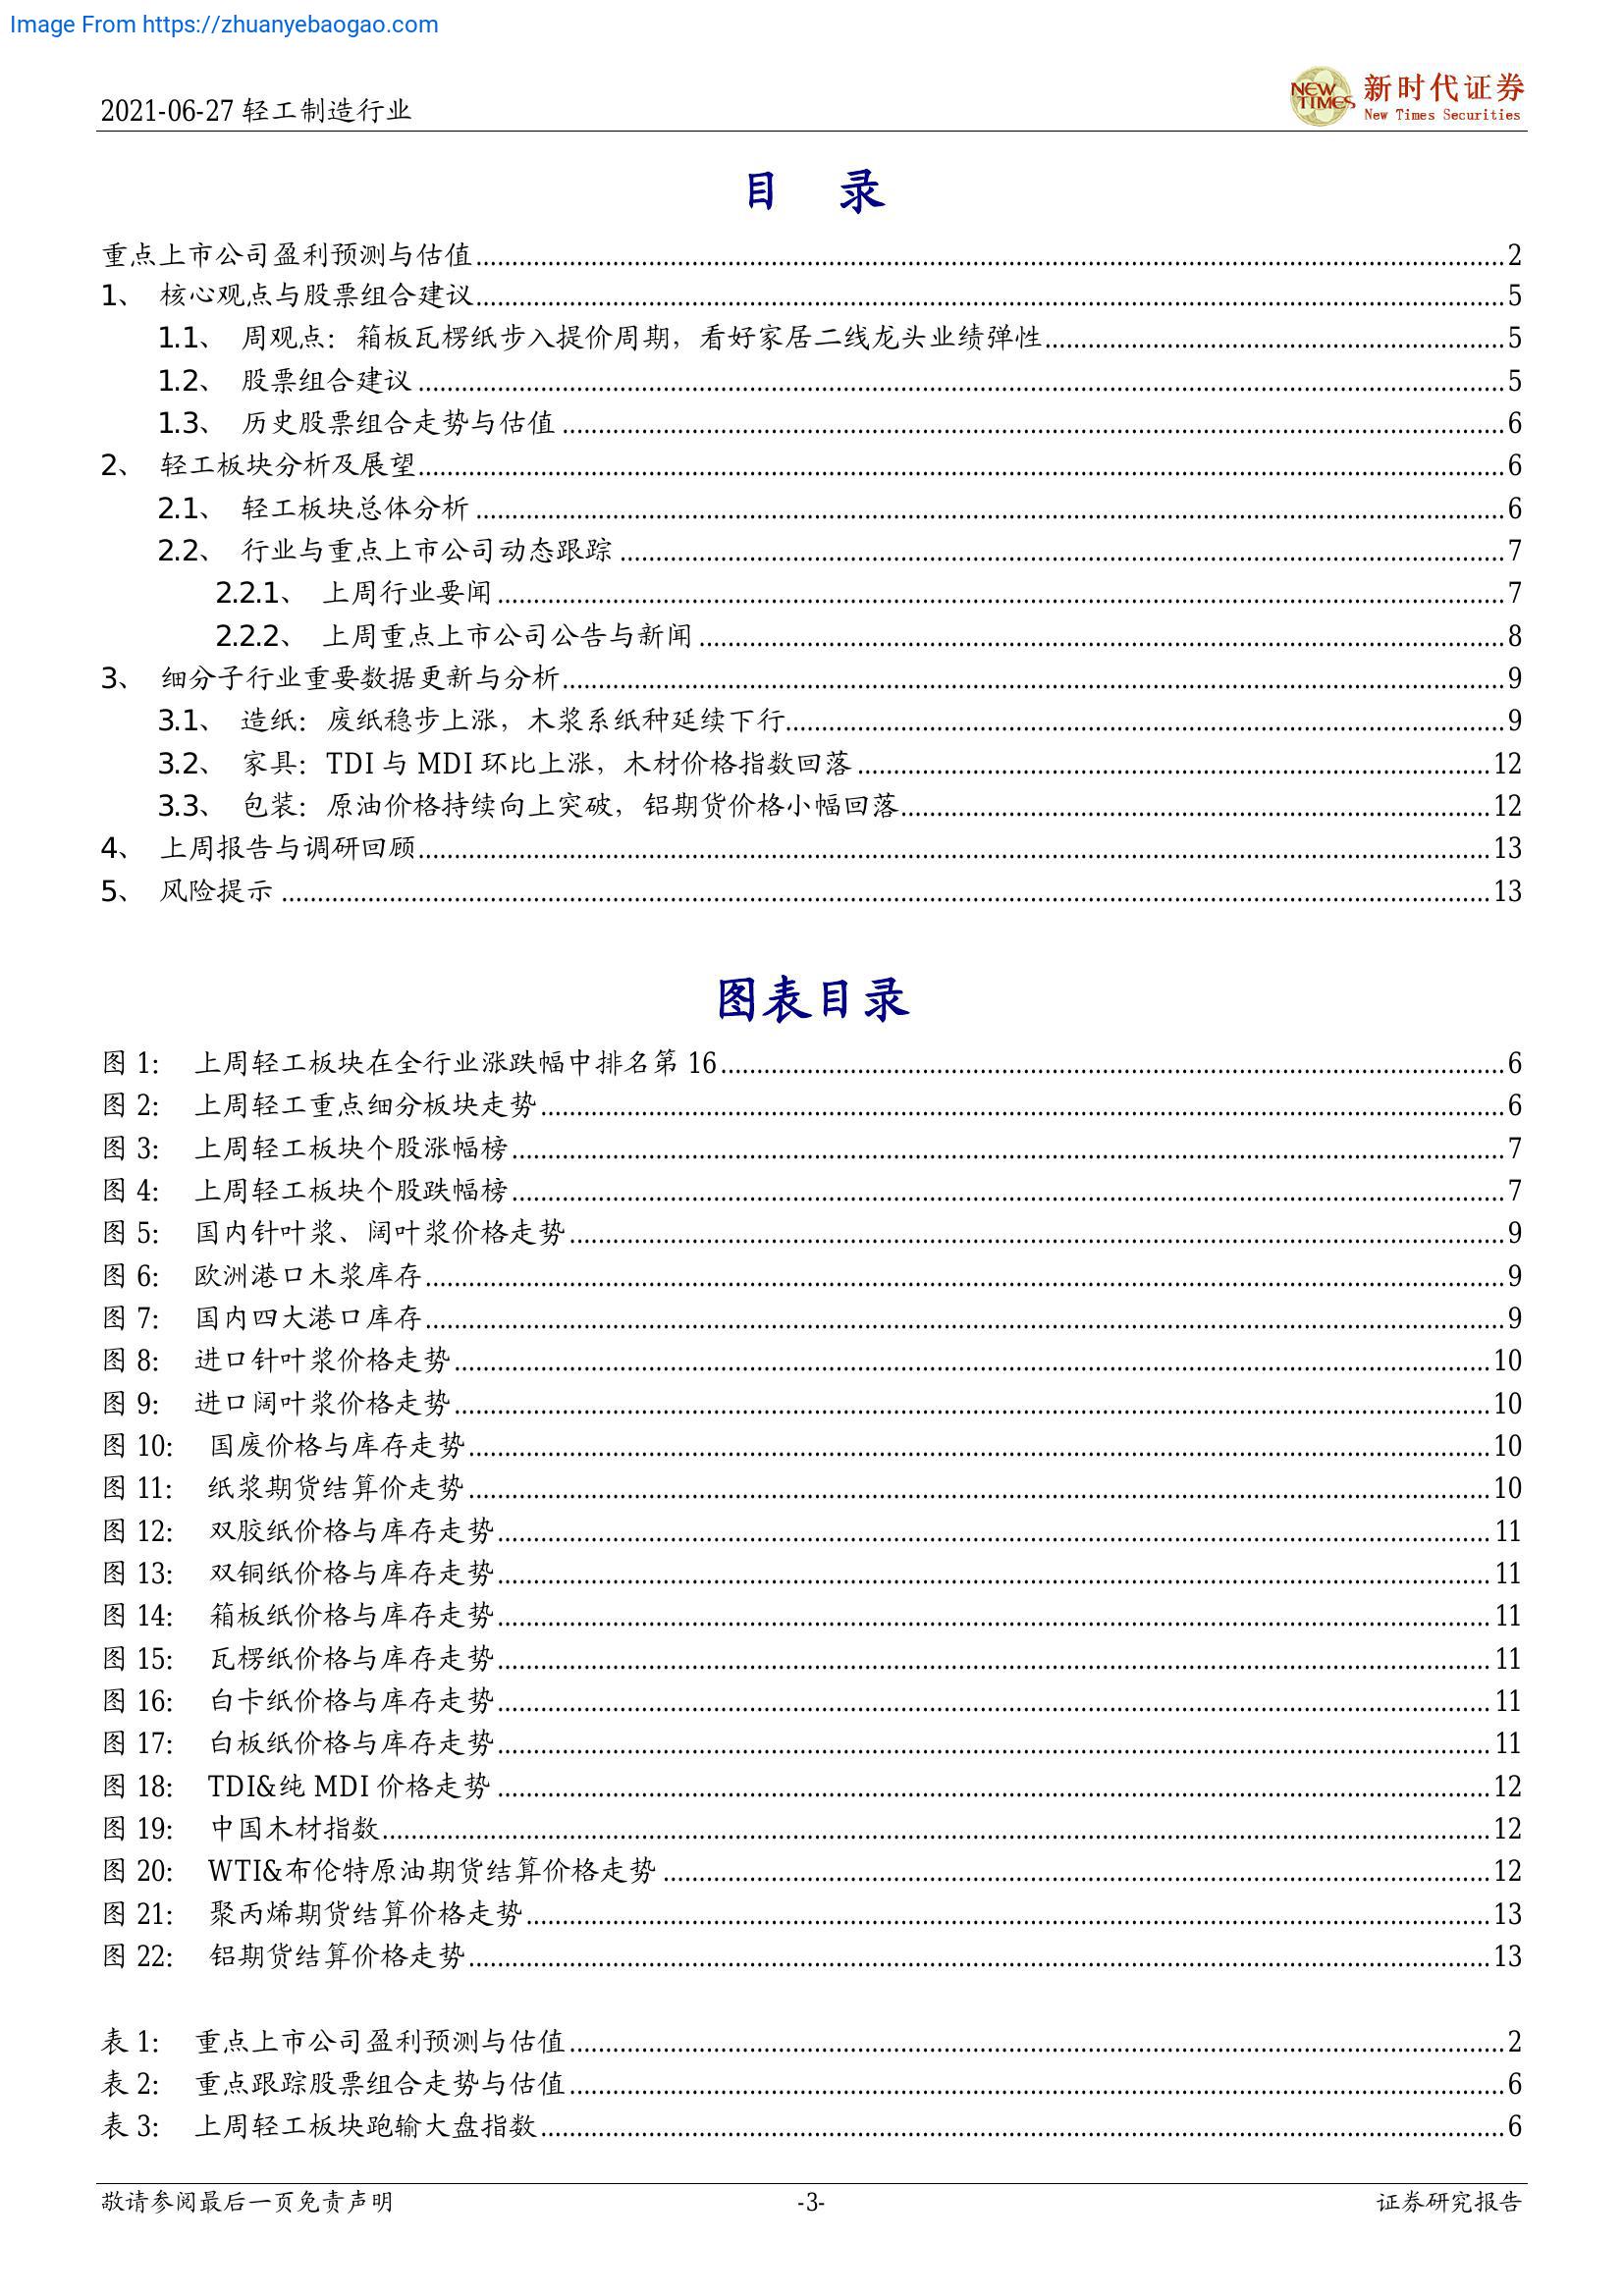 Image From https://zhuanyebaogao.com
2021-06-27 轻工制造行业
NEW TIMES
新时代证券
New Times Securities
目 录
重点上市公司盈利预测与估值 2
1、 核心观点与股票组合建议 5
1.1、 周观点：箱板瓦楞纸步入提价周期，看好家居二线龙头业绩弹性 5
1.2、 股票组合建议 5
1.3、 历史股票组合走势与估值 6
2、 轻工板块分析及展望 6
2.1、 轻工板块总体分析 6
2.2、 行业与重点上市公司动态跟踪 7
2.2.1、 上周行业要闻 7
2.2.2、 上周重点上市公司公告与新闻 8
3、 细分子行业重要数据更新与分析 9
3.1、 造纸：废纸稳步上涨，木浆系纸种延续下行 9
3.2、 家具：TDI 与 MDI 环比上涨，木材价格指数回落 12
3.3、 包装：原油价格持续向上突破，铝期货价格小幅回落 12
4、 上周报告与调研回顾 13
5、 风险提示 13
图表目录
图 1: 上周轻工板块在全行业涨跌幅中排名第 16 6
图 2: 上周轻工重点细分板块走势 6
图 3: 上周轻工板块个股涨幅榜 7
图 4: 上周轻工板块个股跌幅榜 7
图 5: 国内针叶浆、阔叶浆价格走势 9
图 6: 欧洲港口木浆库存 9
图 7: 国内四大港口库存 9
图 8: 进口针叶浆价格走势 10
图 9: 进口阔叶浆价格走势 10
图 10: 国废价格与库存走势 10
图 11: 纸浆期货结算价走势 10
图 12: 双胶纸价格与库存走势 11
图 13: 双铜纸价格与库存走势 11
图 14: 箱板纸价格与库存走势 11
图 15: 瓦楞纸价格与库存走势 11
图 16: 白卡纸价格与库存走势 11
图 17: 白板纸价格与库存走势 11
图 18: TDI&纯 MDI 价格走势 12
图 19: 中国木材指数 12
图 20: WTI&布伦特原油期货结算价格走势 12
图 21: 聚丙烯期货结算价格走势 13
图 22: 铝期货结算价格走势 13
表 1: 重点上市公司盈利预测与估值 2
表 2: 重点跟踪股票组合走势与估值 6
表 3: 上周轻工板块跑输大盘指数 6
敬请参阅最后一页免责声明 -3- 证券研究报告